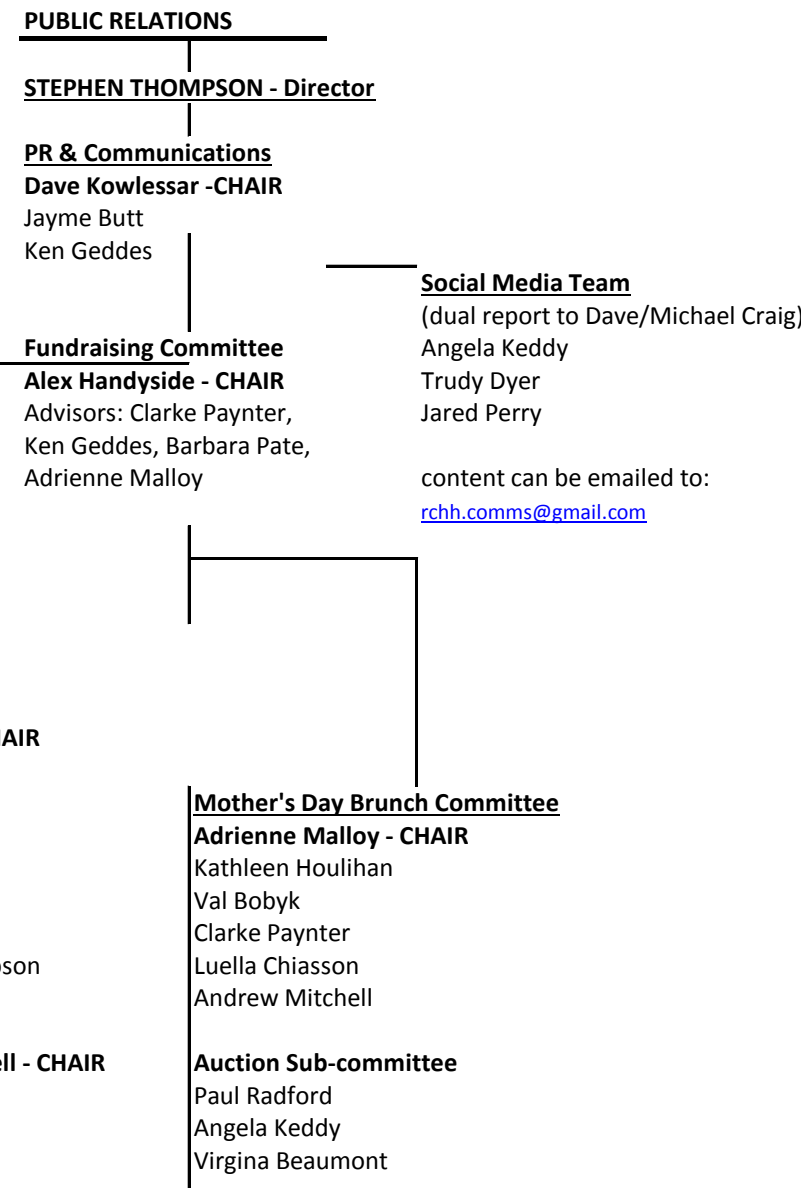 PUBLIC RELATIONS
STEPHEN THOMPSON - Director
PR & Communications
Dave Kowlessar -CHAIR
Jayme Butt
Ken Geddes
Social Media Team
(dual report to Dave/Michael Craig)
Angela Keddy
Trudy Dyer
Jared Perry
content can be emailed to:
rchh.comms@gmail.com
Fundraising Committee
Alex Handyside - CHAIR
Advisors: Clarke Paynter,
Ken Geddes, Barbara Pate,
Adrienne Malloy
Mother's Day Brunch Committee
Adrienne Malloy - CHAIR
Kathleen Houlihan
Val Bobyk
Clarke Paynter
Luella Chiasson
Andrew Mitchell
- CHAIR
Auction Sub-committee
Paul Radford
Angela Keddy
Virgina Beaumont